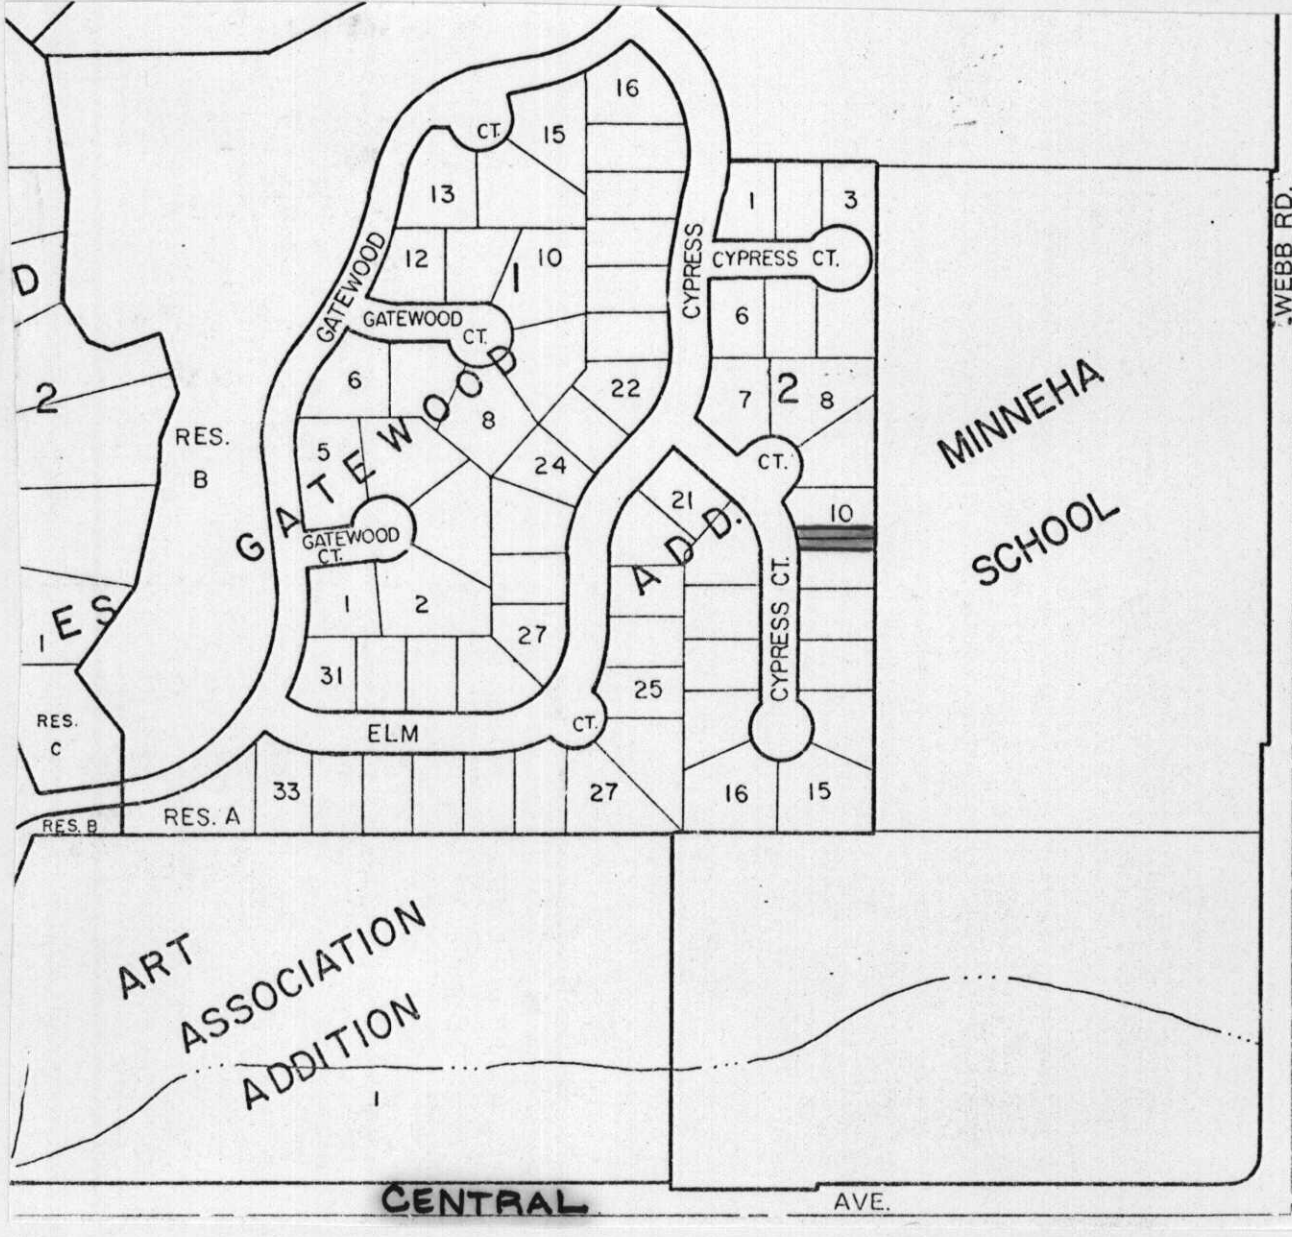 16
CT.
15
13
1
3
WEBB RD.
GATEWOOD
12
10
1
CYPRESS
CYPRESS CT.
D
GATEWOOD
CT.
6
2
6
22
7
2
8
MINNEHA
SCHOOL
RES.
B
5
8
24
CT.
21
10
GATEWOOD ADD.
GATEWOOD
CT.
CYPRESS CT.
1
ES
1
2
27
31
25
RES.
C
ELM
CT.
33
27
16
15
RES. B
RES. A
ART
ASSOCIATION
ADDITION
1
CENTRAL
AVE.